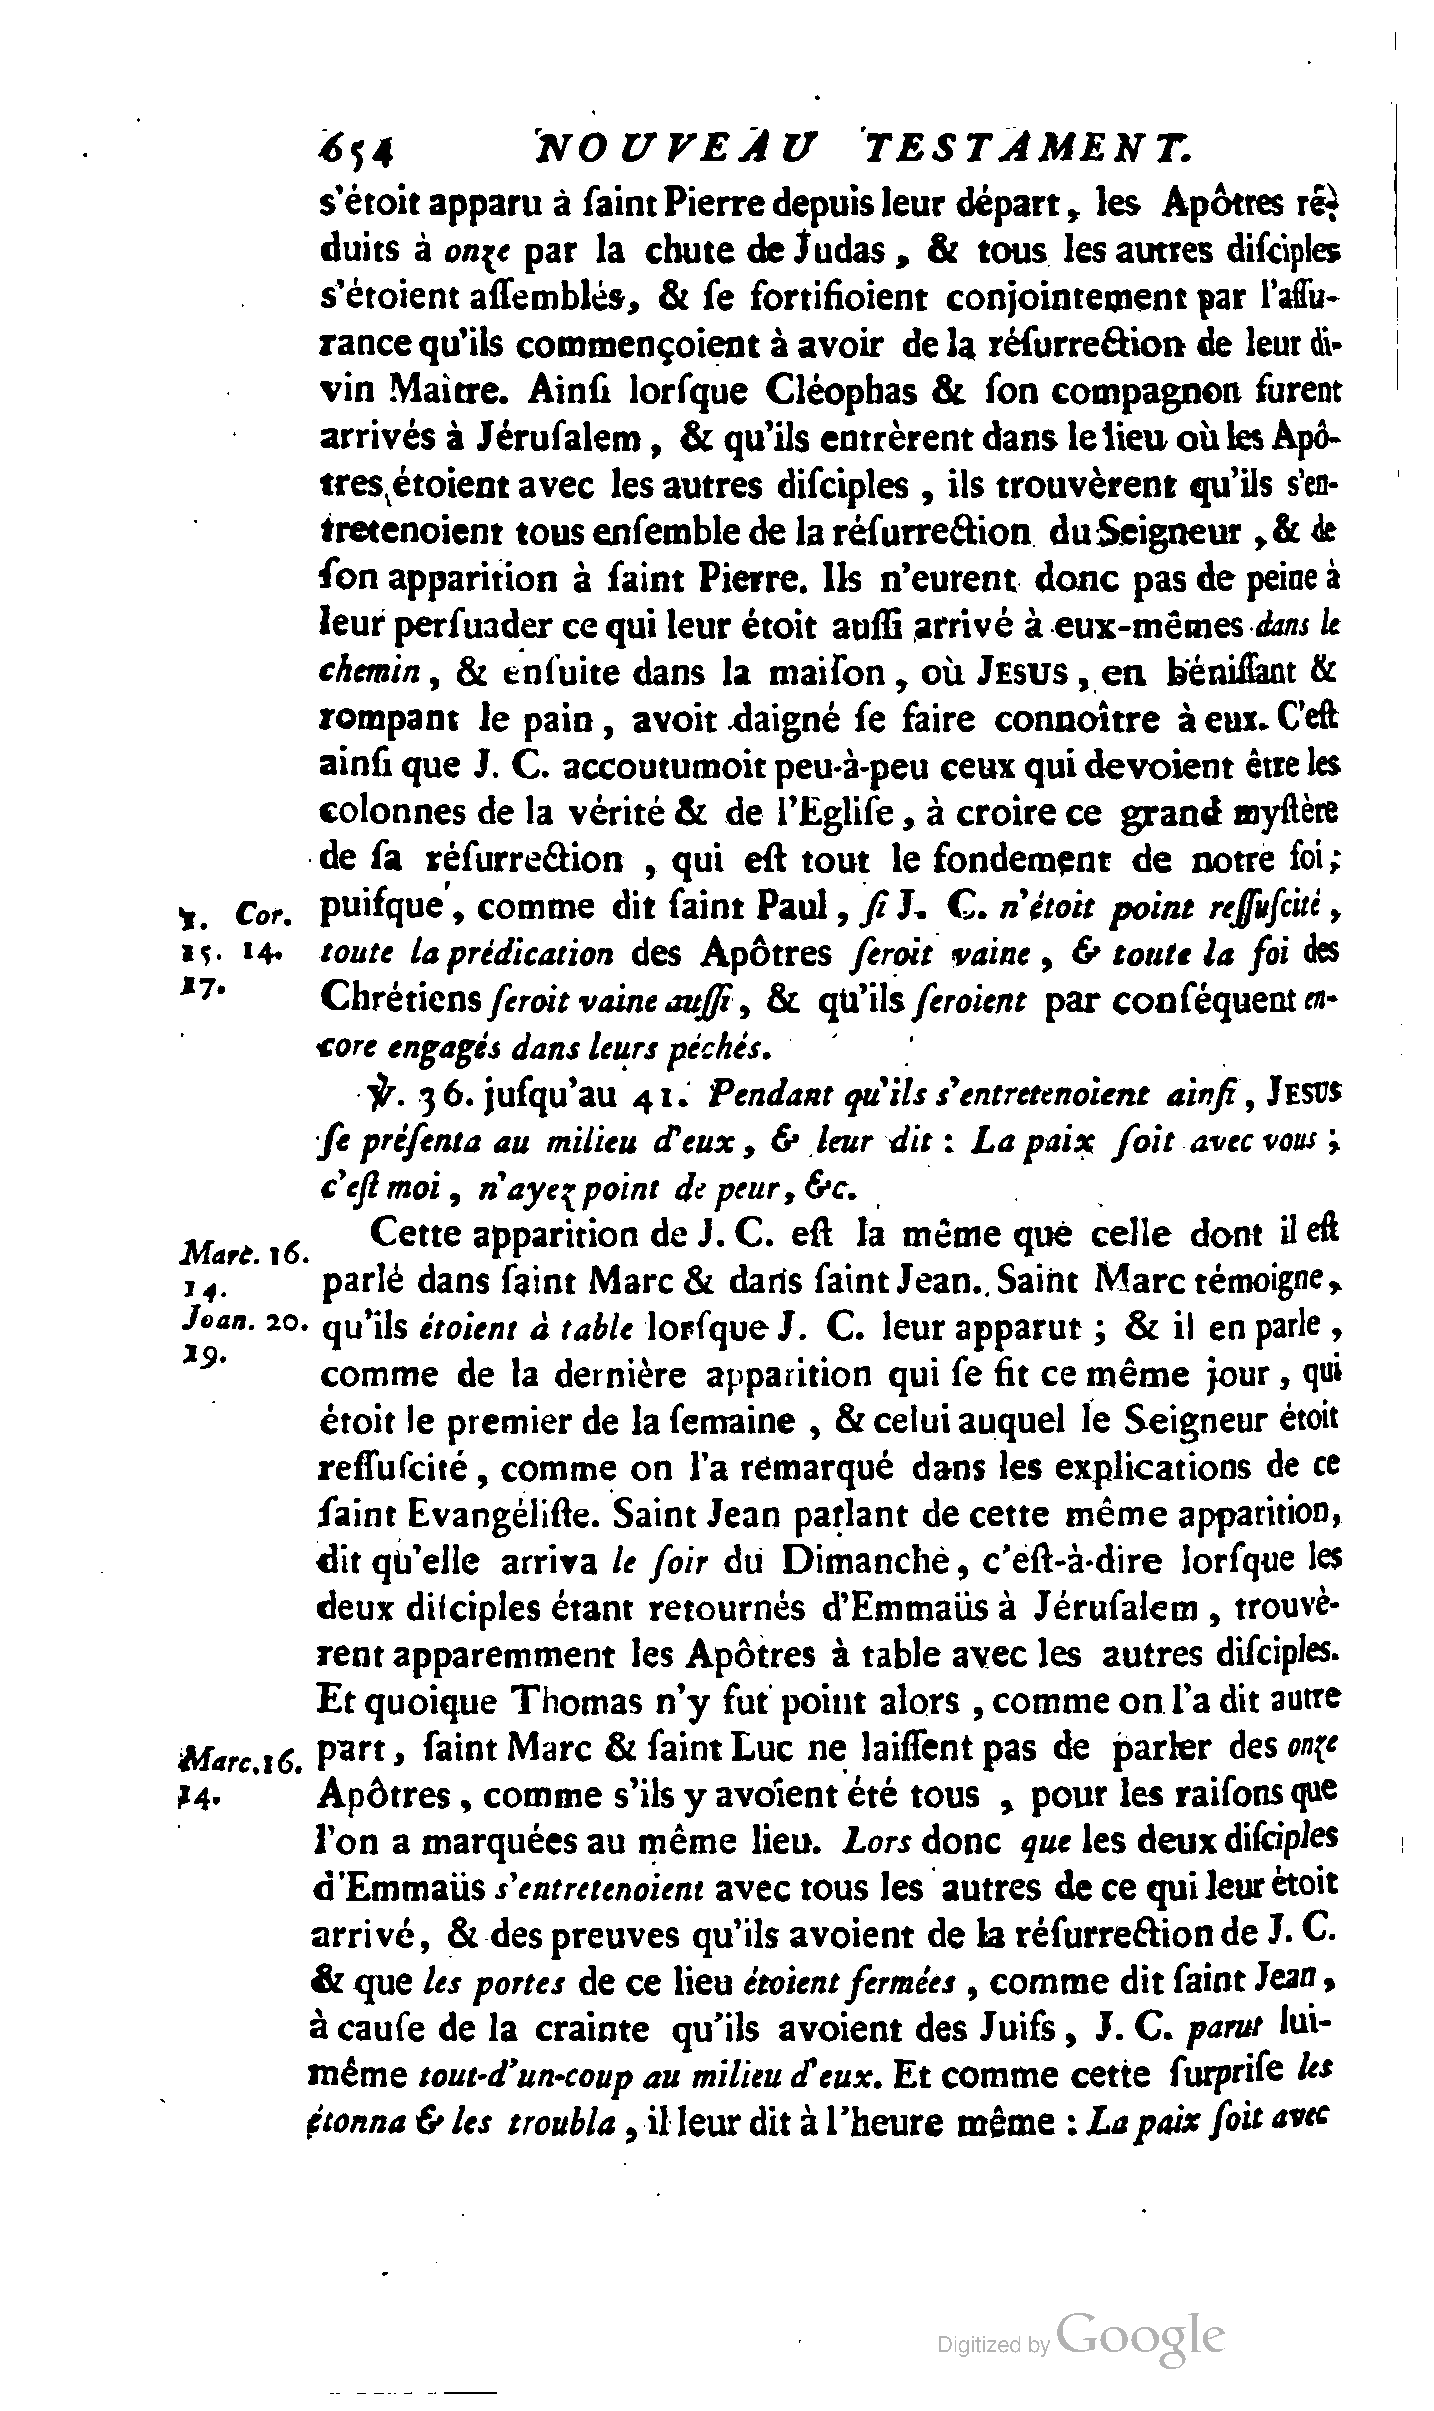 654 NOUVEAU TESTAMENT.
s'étoit apparu à ſaint Pierre depuis leur départ, les Apôtres ré-
duits à onze par la chute de Judas, & tous les autres diſciples
s'étoient aſſemblés, & ſe fortifioient conjointement par l'aſſu-
rance qu'ils commençoient à avoir de la réſurrection de leur di-
vin Maitre. Ainſi lorſque Cléophas & ſon compagnon furent
arrivés à Jéruſalem, & qu'ils entrèrent dans le lieu où les Apô-
tres étoient avec les autres diſciples, ils trouvèrent qu'ils s'en-
tretenoient tous enſemble de la réſurrection du Seigneur, & de
ſon apparition à ſaint Pierre. Ils n'eurent donc pas de peine à
leur perſuader ce qui leur étoit auſſi arrivé à eux-mêmes dans le
chemin, & enſuite dans la maiſon, où JESUS, en béniſſant &
rompant le pain, avoit daigné ſe faire connoître à eux. C'eſt
ainſi que J. C. accoutumoit peu-à-peu ceux qui devoient être les
colonnes de la vérité & de l'Egliſe, à croire ce grand myſtère
de ſa réſurrection, qui eſt tout le fondement de notre foi;
1. Cor. puiſque, comme dit ſaint Paul, ſi J. C. n'étoit point reſſuſcité,
15. 14. toute la prédication des Apôtres ſeroit vaine, & toute la foi des
17. Chrétiens ſeroit vaine auſſi, & qu'ils ſeroient par conſéquent en-
core engagés dans leurs péchés.
℣. 36. juſqu'au 41. Pendant qu'ils s'entretenoient ainſi, JESUS
ſe préſenta au milieu d'eux, & leur dit : La paix ſoit avec vous;
c'eſt moi, n'ayez point de peur, &c.
Cette apparition de J. C. eſt la même que celle dont il eſt
Marc. 16. 14. parlé dans ſaint Marc & dans ſaint Jean. Saint Marc témoigne,
Joan. 20. qu'ils étoient à table lorſque J. C. leur apparut; & il en parle,
19. comme de la dernière apparition qui ſe fit ce même jour, qui
étoit le premier de la ſemaine, & celui auquel le Seigneur étoit
reſſuſcité, comme on l'a remarqué dans les explications de ce
ſaint Evangéliſte. Saint Jean parlant de cette même apparition,
dit qu'elle arriva le ſoir du Dimanche, c'eſt-à-dire lorſque les
deux diſciples étant retournés d'Emmaüs à Jéruſalem, trouvè-
rent apparemment les Apôtres à table avec les autres diſciples.
Et quoique Thomas n'y fut point alors, comme on l'a dit autre
Marc. 16. part, ſaint Marc & ſaint Luc ne laiſſent pas de parler des onze
14. Apôtres, comme s'ils y avoient été tous, pour les raiſons que
l'on a marquées au même lieu. Lors donc que les deux diſciples
d'Emmaüs s'entretenoient avec tous les autres de ce qui leur étoit
arrivé, & des preuves qu'ils avoient de la réſurrection de J. C.
& que les portes de ce lieu étoient fermées, comme dit ſaint Jean,
à cauſe de la crainte qu'ils avoient des Juifs, J. C. parut lui-
même tout-d'un-coup au milieu d'eux. Et comme cette ſurpriſe les
étonna & les troubla, il leur dit à l'heure même : La paix ſoit avec
Digitized by Google